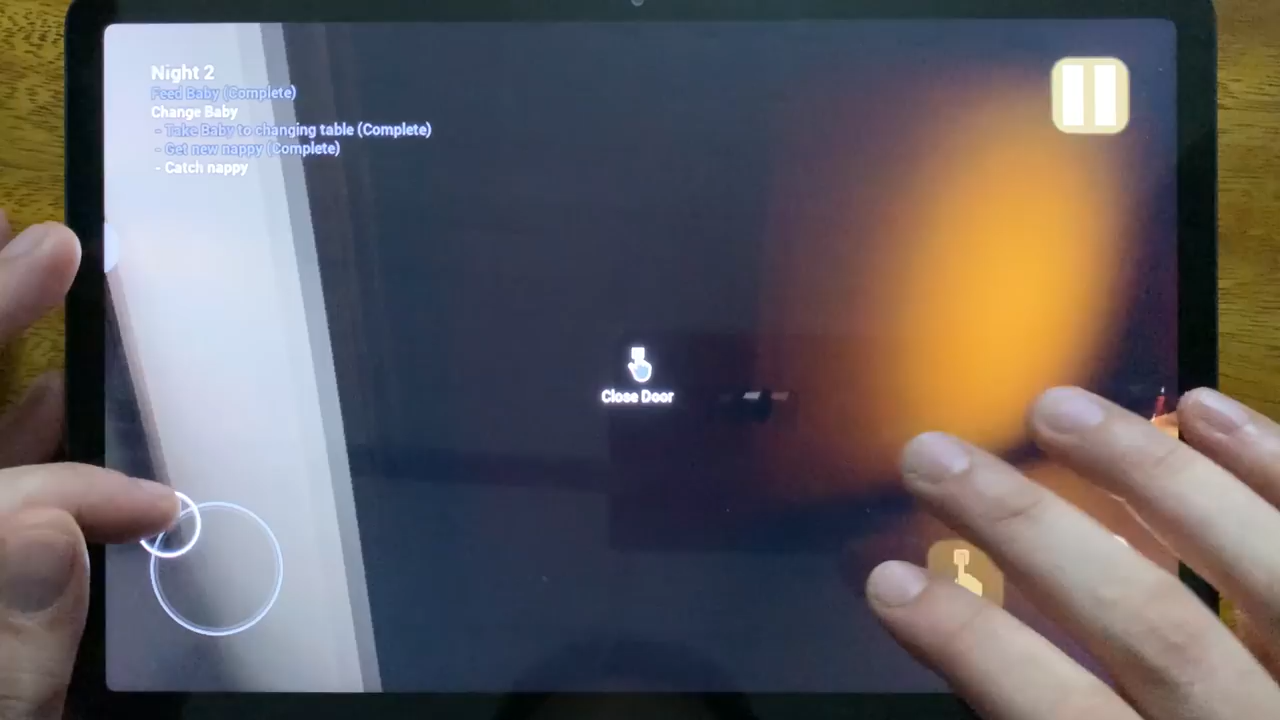 Night 2
Feed Baby (Complete)
Change Baby
- Take Baby to changing table (Complete)
- Get new nappy (Complete)
- Catch nappy
Close Door